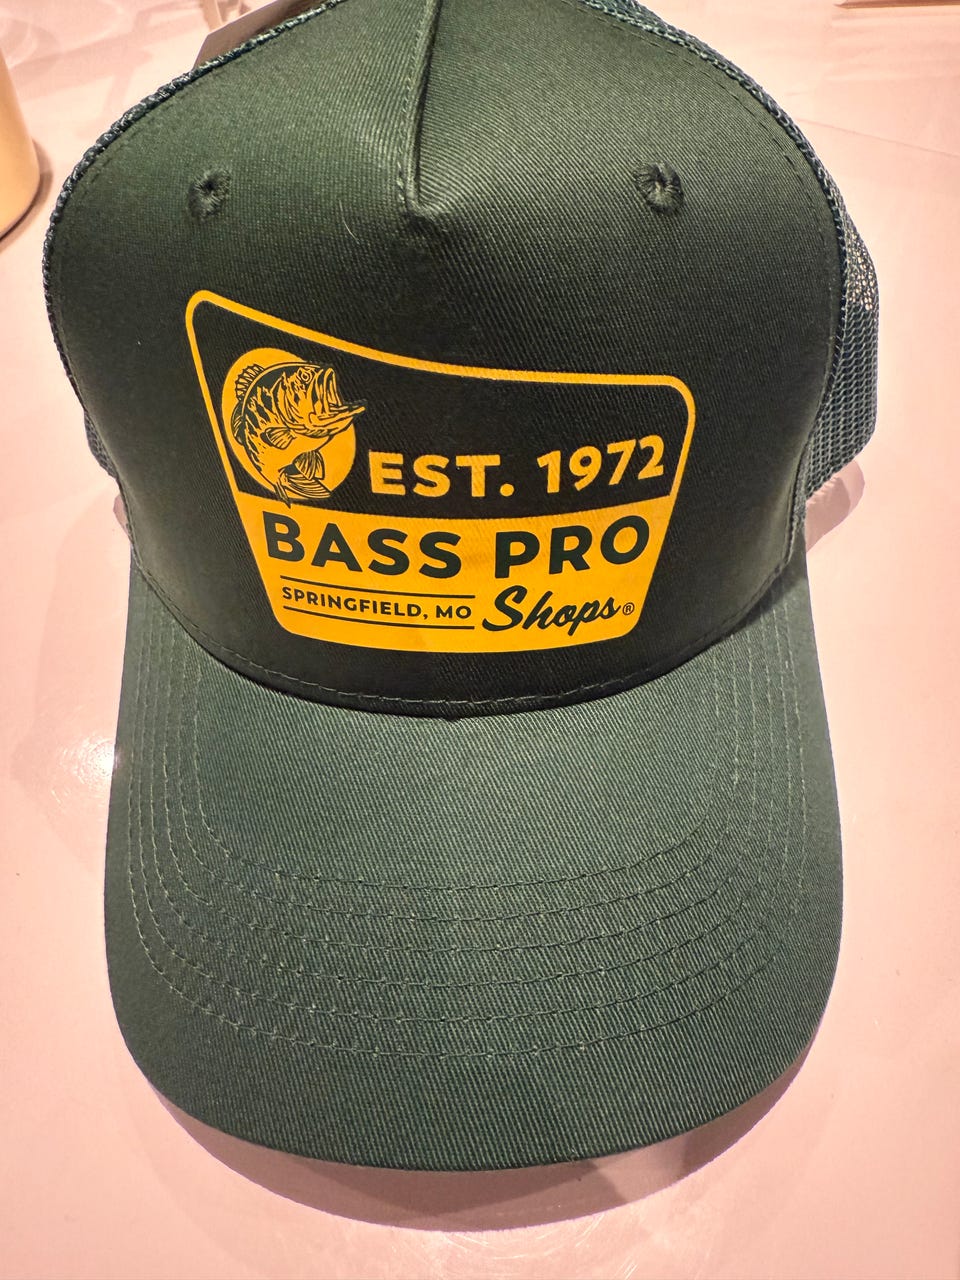 EST. 1972
BASS PRO
SPRINGFIELD, MO Shops®